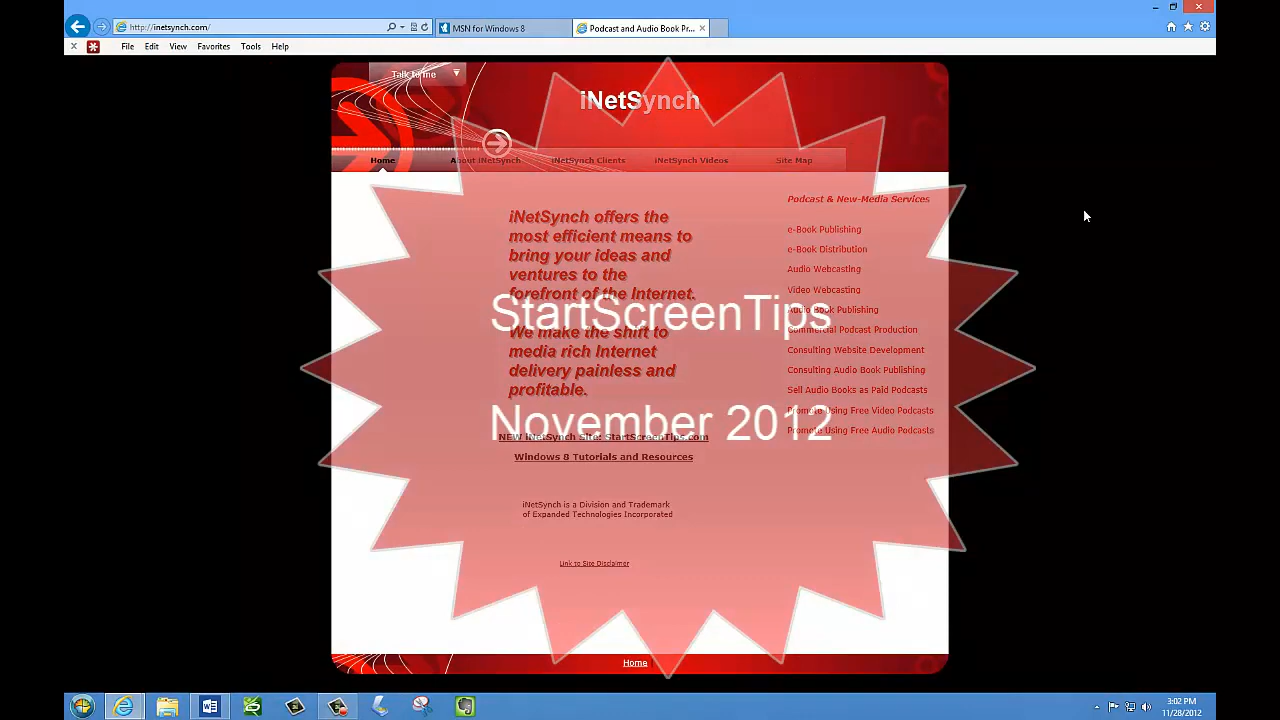 http://inetsynch.com/
MSN for Windows 8
Podcast and Audio Book Pr...
File Edit View Favorites Tools Help
Talk to me
iNetSynch
Home About iNetSynch iNetSynch Clients iNetSynch Videos Site Map
iNetSynch offers the
most efficient means to
bring your ideas and
ventures to the
forefront of the Internet.
We make the shift to
media rich Internet
delivery painless and
profitable.
NEW iNetSynch Site: StartScreenTips.com
Windows 8 Tutorials and Resources
iNetSynch is a Division and Trademark
of Expanded Technologies Incorporated
Link to Site Disclaimer
Podcast & New-Media Services
e-Book Publishing
e-Book Distribution
Audio Webcasting
Video Webcasting
Audio Book Publishing
Commercial Podcast Production
Consulting Website Development
Consulting Audio Book Publishing
Sell Audio Books as Paid Podcasts
Promote Using Free Video Podcasts
Promote Using Free Audio Podcasts
StartScreenTips
November 2012
Home
3:02 PM
11/28/2012